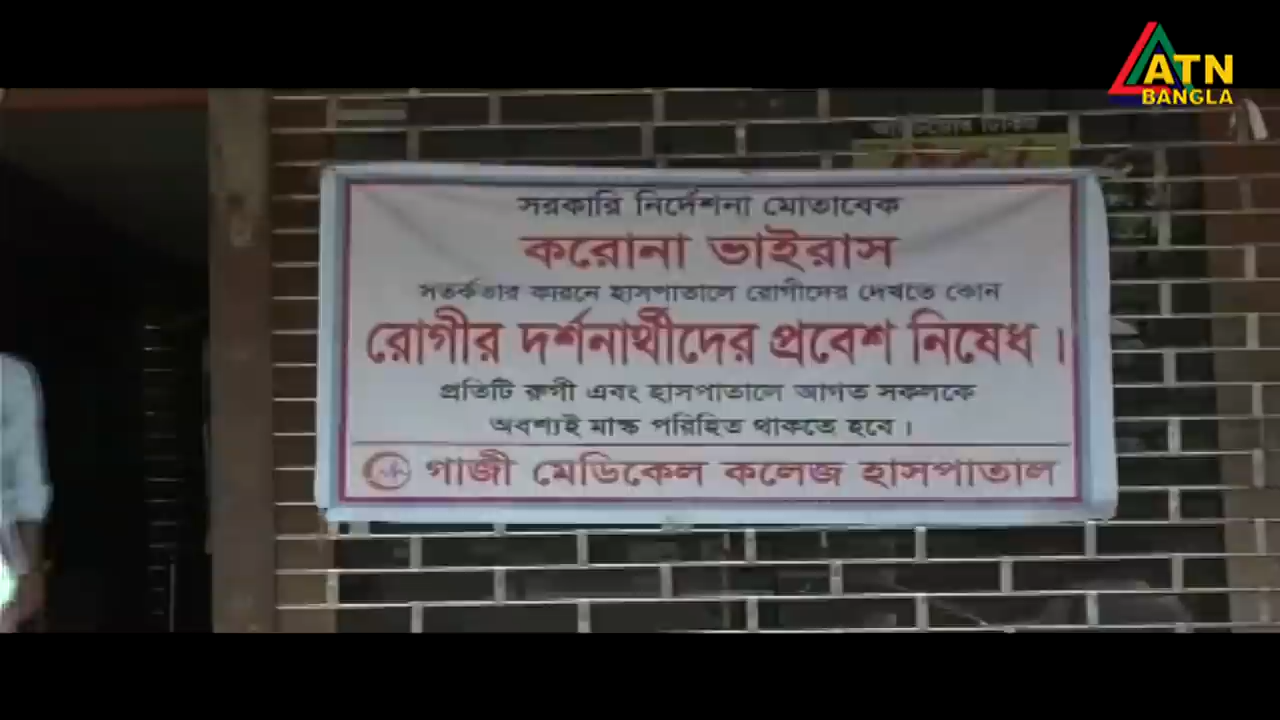 ATN
BANGLA
সরকারি নির্দেশনা মোতাবেক
করোনা ভাইরাস
সতর্কতার কারনে হাসপাতালে রোগীদের দেখতে কোন
রোগীর দর্শনার্থীদের প্রবেশ নিষেধ।
প্রতিটি রুগী এবং হাসপাতালে আগত সকলকে
অবশ্যই মাস্ক পরিহিত থাকতে হবে।
গাজী মেডিকেল কলেজ হাসপাতাল